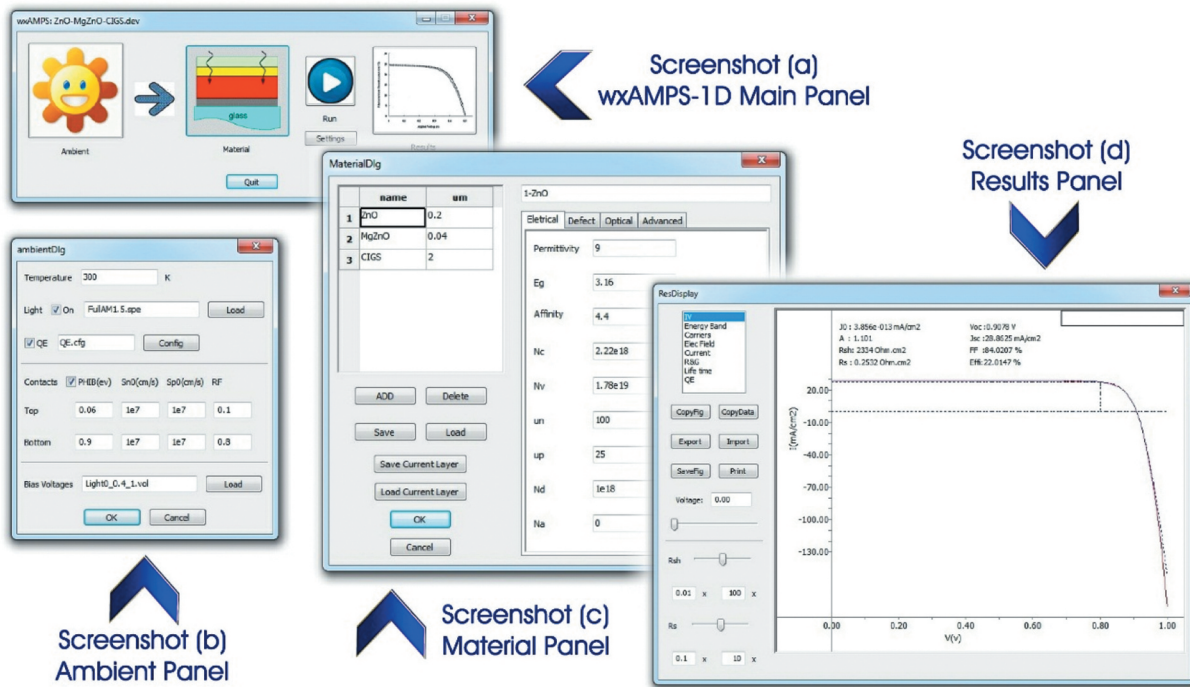 wxAMPS: ZnO-MgZnO-CIGS.dev
glass
Ambient
Material
Run
Settings
Results
Quit
Screenshot (a)
wxAMPS-1D Main Panel
ambientDlg
Temperature 300 K
Light On FullAM1.5.spe Load
QE QE.cfg Config
Contacts PHIB(ev) Sn0(cm/s) Sp0(cm/s) RF
Top 0.06 1e7 1e7 0.1
Bottom 0.9 1e7 1e7 0.8
Bias Voltages Light0_0.4_1.vol Load
OK Cancel
Screenshot (b)
Ambient Panel
MaterialDlg
name um
1 ZnO 0.2
2 MgZnO 0.04
3 CIGS 2
ADD Delete
Save Load
Save Current Layer
Load Current Layer
OK
Cancel
1-ZnO
Eletrical Defect Optical Advanced
Permittivity 9
Eg 3.16
Affinity 4.4
Nc 2.22e18
Nv 1.78e19
un 100
up 25
Nd 1e18
Na 0
Screenshot (c)
Material Panel
Screenshot (d)
Results Panel
ResDisplay
IV
Energy Band
Carriers
Elec Field
Current
R&G
Life time
QE
CopyFig CopyData
Export Import
SaveFig Print
Voltage: 0.00
Rsh
0.01 x 100 x
Rs
0.1 x 10 x
J0 : 3.856e-013 mA/cm2 Voc :0.9078 V
A : 1.101 Jsc :28.8625 mA/cm2
Rsh: 2334 Ohm.cm2 FF :84.0207 %
Rs : 0.2532 Ohm.cm2 Effi:22.0147 %
I(mA/cm2)
20.00
-10.00
-40.00
-70.00
-100.00
-130.00
0.00 0.20 0.40 0.60 0.80 1.00
V(v)